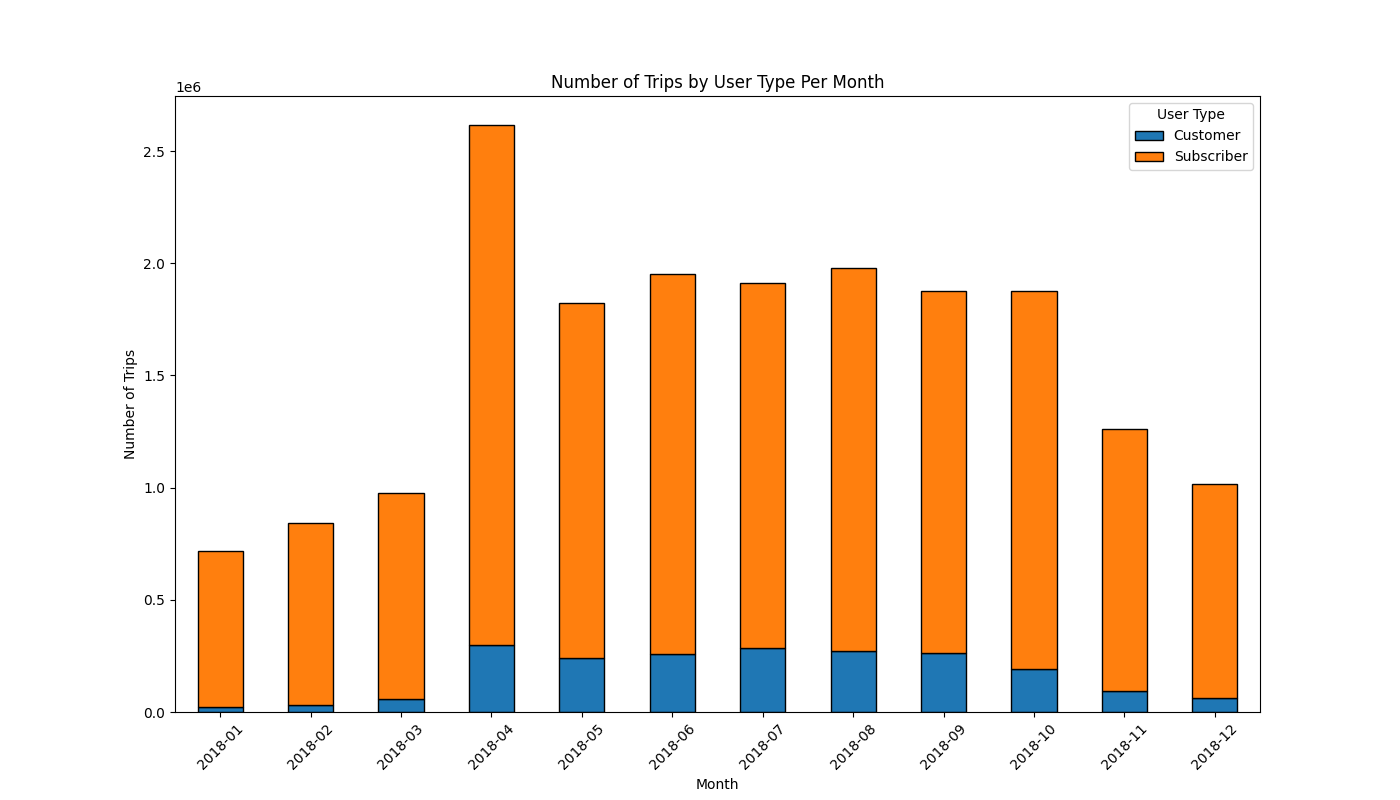 Number of Trips by User Type Per Month
1e6
User Type
Customer
Subscriber
2.5
2.0
1.5
1.0
0.5
0.0
Number of Trips
2018-01
2018-02
2018-03
2018-04
2018-05
2018-06
2018-07
2018-08
2018-09
2018-10
2018-11
2018-12
Month